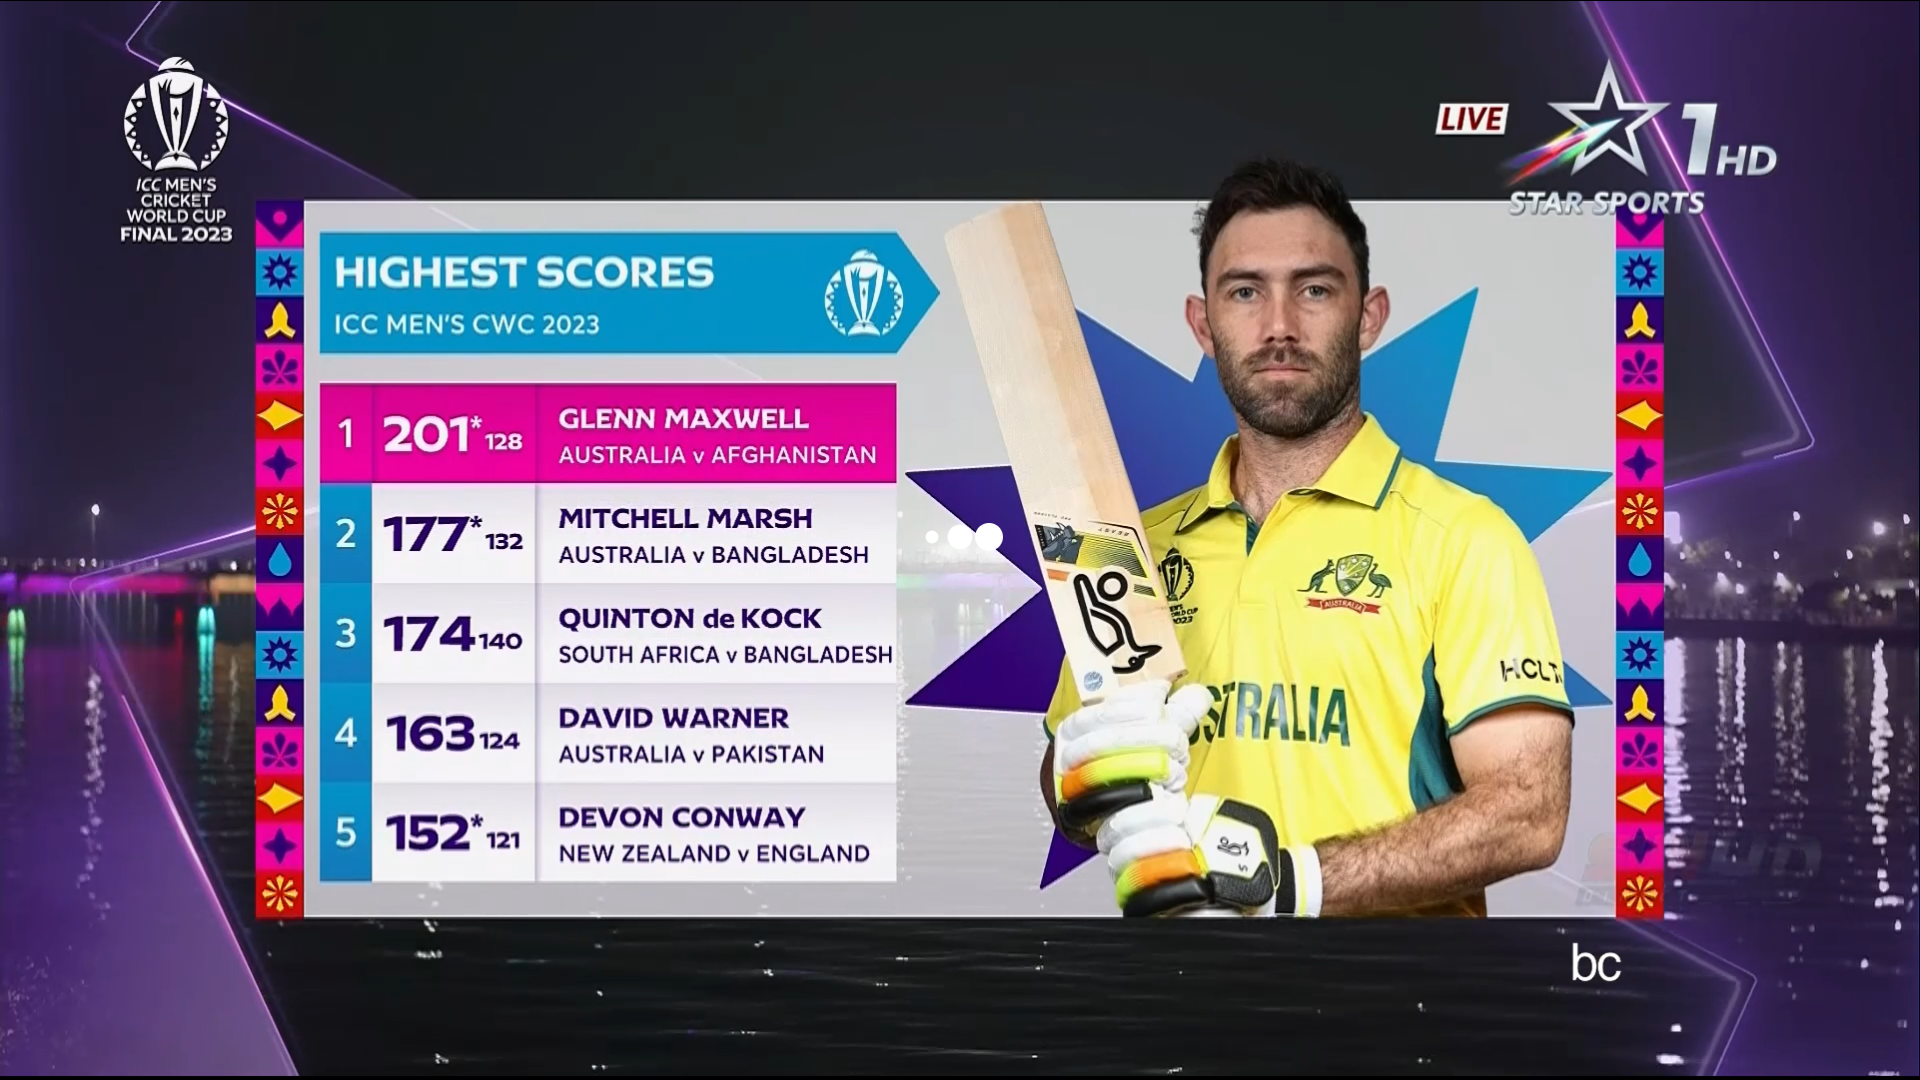 ICC MEN'S
CRICKET
WORLD CUP
FINAL 2023
LIVE
1HD
STAR SPORTS
HIGHEST SCORES
ICC MEN'S CWC 2023
1 201*128 GLENN MAXWELL
AUSTRALIA v AFGHANISTAN
2 177*132 MITCHELL MARSH
AUSTRALIA v BANGLADESH
3 174 140 QUINTON de KOCK
SOUTH AFRICA v BANGLADESH
4 163 124 DAVID WARNER
AUSTRALIA v PAKISTAN
5 152*121 DEVON CONWAY
NEW ZEALAND v ENGLAND
AUSTRALIA
HCLT
STRALIA
bc